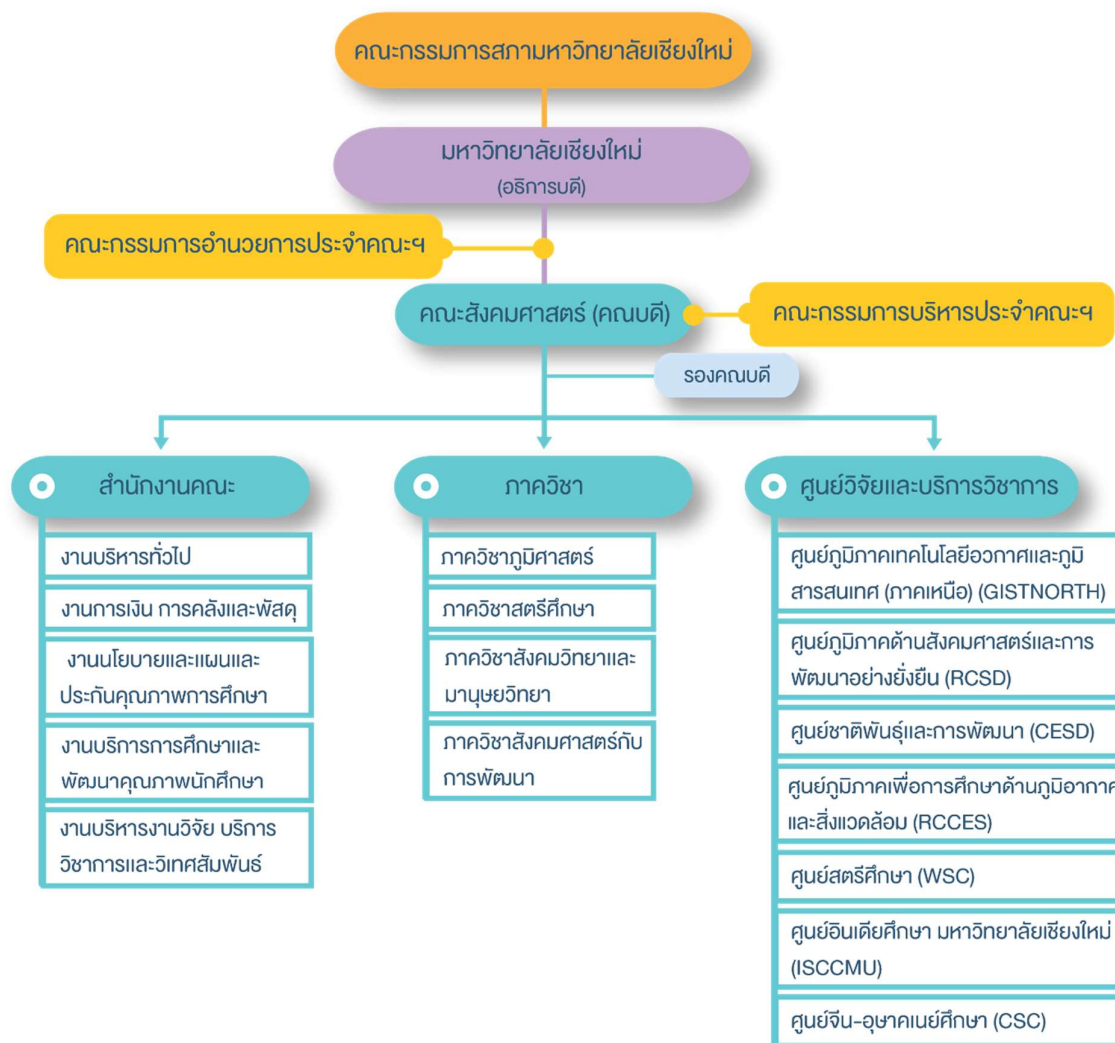 คณะกรรมการสภามหาวิทยาลัยเชียงใหม่
มหาวิทยาลัยเชียงใหม่
(อธิการบดี)
คณะกรรมการอำนวยการประจำคณะฯ
คณะสังคมศาสตร์ (คณบดี)
คณะกรรมการบริหารประจำคณะฯ
รองคณบดี
สำนักงานคณะ
งานบริหารทั่วไป
งานการเงิน การคลังและพัสดุ
งานนโยบายและแผนและ
ประกันคุณภาพการศึกษา
งานบริการการศึกษาและ
พัฒนาคุณภาพนักศึกษา
งานบริหารงานวิจัย บริการ
วิชาการและวิเทศสัมพันธ์
ภาควิชา
ภาควิชาภูมิศาสตร์
ภาควิชาสตรีศึกษา
ภาควิชาสังคมวิทยาและ
มานุษยวิทยา
ภาควิชาสังคมศาสตร์กับ
การพัฒนา
ศูนย์วิจัยและบริการวิชาการ
ศูนย์ภูมิภาคเทคโนโลยีอวกาศและภูมิ
สารสนเทศ (ภาคเหนือ) (GISTNORTH)
ศูนย์ภูมิภาคด้านสังคมศาสตร์และการ
พัฒนาอย่างยั่งยืน (RCSD)
ศูนย์ชาติพันธุ์และการพัฒนา (CESD)
ศูนย์ภูมิภาคเพื่อการศึกษาด้านภูมิอากาศ
และสิ่งแวดล้อม (RCCES)
ศูนย์สตรีศึกษา (WSC)
ศูนย์อินเดียศึกษา มหาวิทยาลัยเชียงใหม่
(ISCCMU)
ศูนย์จีน-อุษาคเนย์ศึกษา (CSC)